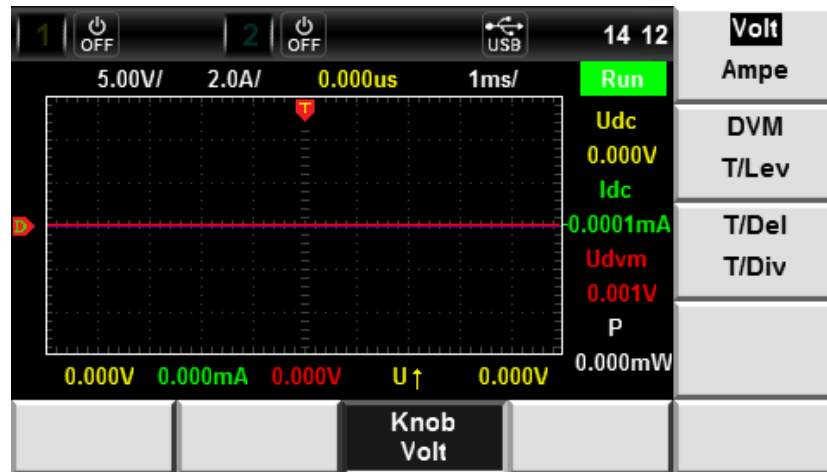 1 OFF 2 OFF USB 14 12
5.00V/ 2.0A/ 0.000us 1ms/ Run
T
Udc
0.000V
Idc
-0.0001mA
D
Udvm
0.001V
P
0.000mW
0.000V 0.000mA 0.000V U↑ 0.000V
Volt
Ampe
DVM
T/Lev
T/Del
T/Div
Knob
Volt